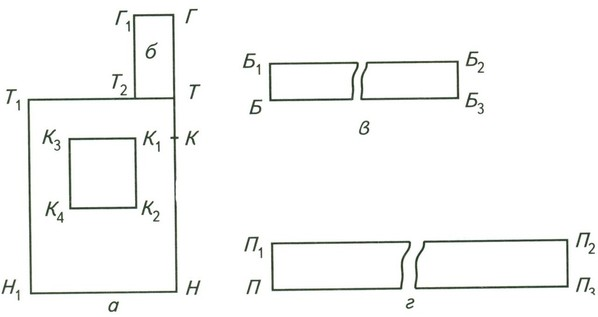 Г₁ Г
б
Т₂
Т₁ Т
К₃ К₁ К
К₄ К₂
Н₁ Н
а
Б₁ Б₂
Б Б₃
в
П₁ П₂
П П₃
г